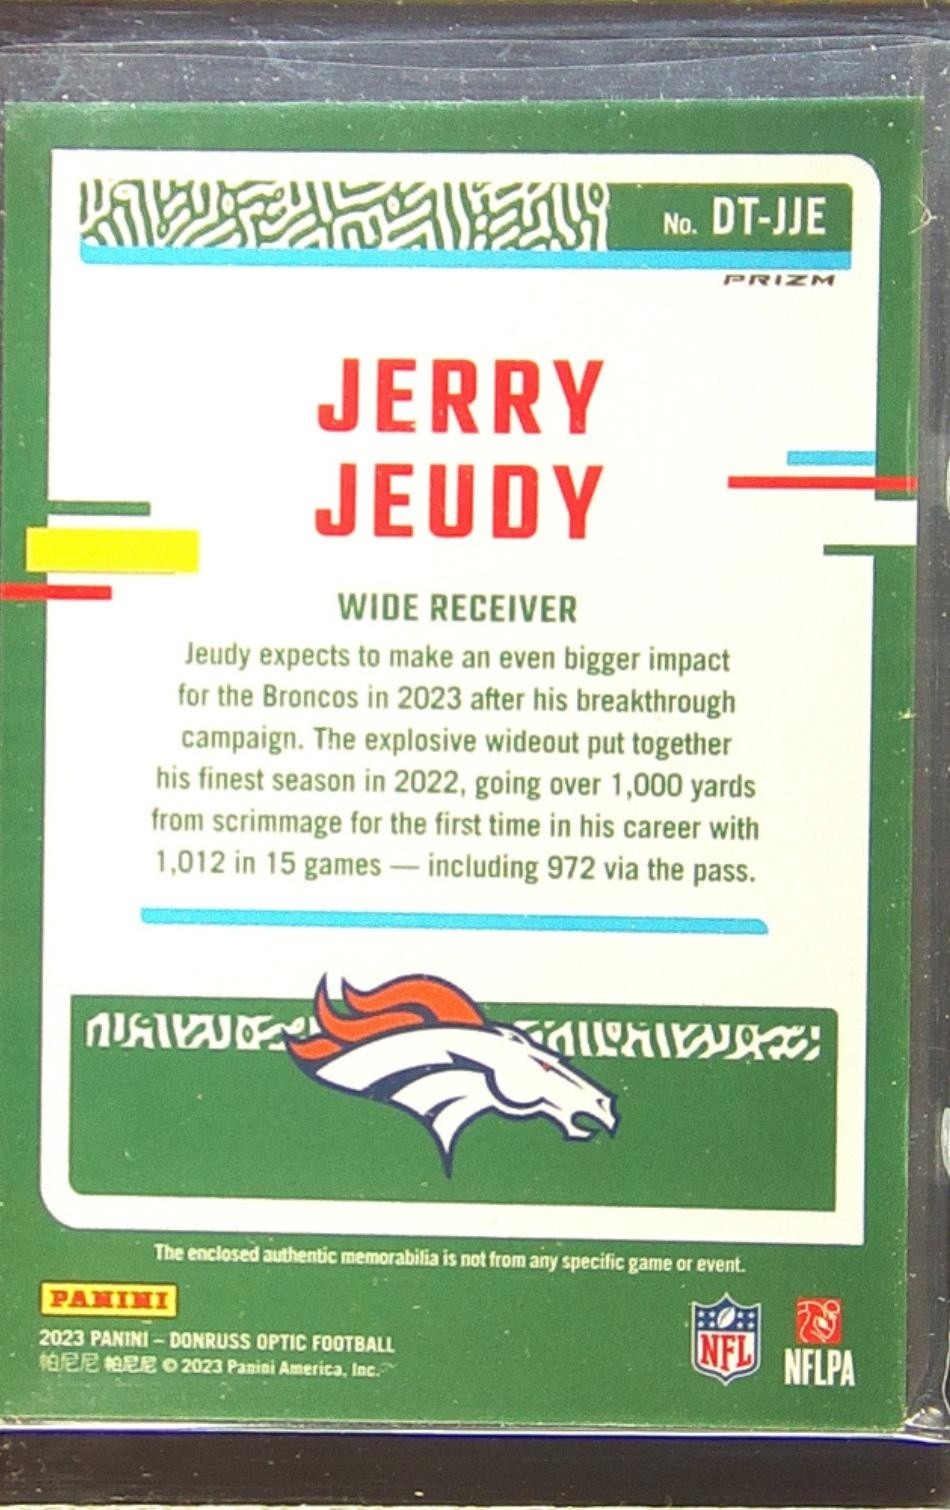 No. DT-JJE
PRIZM
JERRY
JEUDY
WIDE RECEIVER
Jeudy expects to make an even bigger impact
for the Broncos in 2023 after his breakthrough
campaign. The explosive wideout put together
his finest season in 2022, going over 1,000 yards
from scrimmage for the first time in his career with
1,012 in 15 games — including 972 via the pass.
The enclosed authentic memorabilia is not from any specific game or event.
PANINI
2023 PANINI – DONRUSS OPTIC FOOTBALL
帕尼尼 帕尼尼 © 2023 Panini America, Inc.
NFL
NFLPA